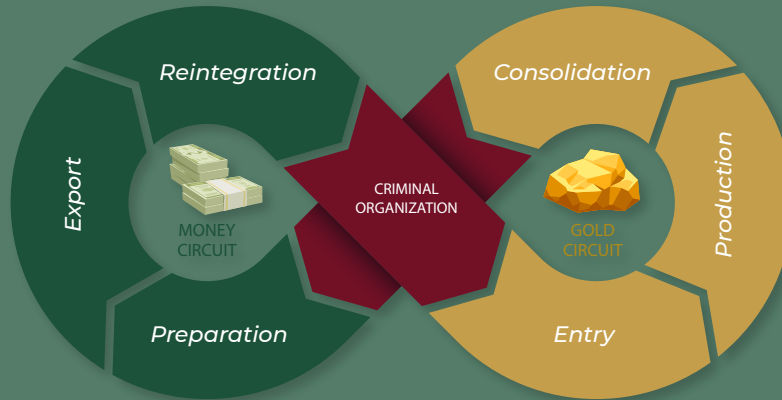 Reintegration
Consolidation
Export
Production
CRIMINAL
ORGANIZATION
MONEY
CIRCUIT
GOLD
CIRCUIT
Preparation
Entry